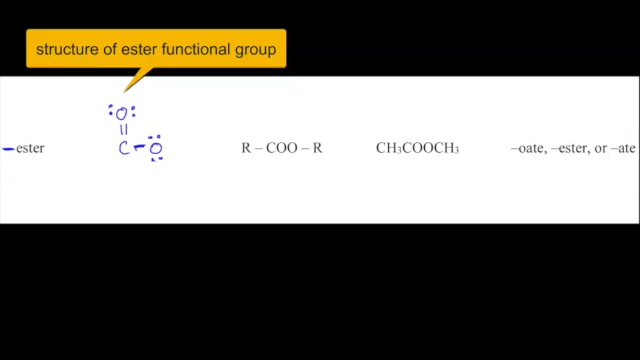 structure of ester functional group
:O:
||
C – O
– ester
R – COO – R
CH₃COOCH₃
–oate, –ester, or –ate